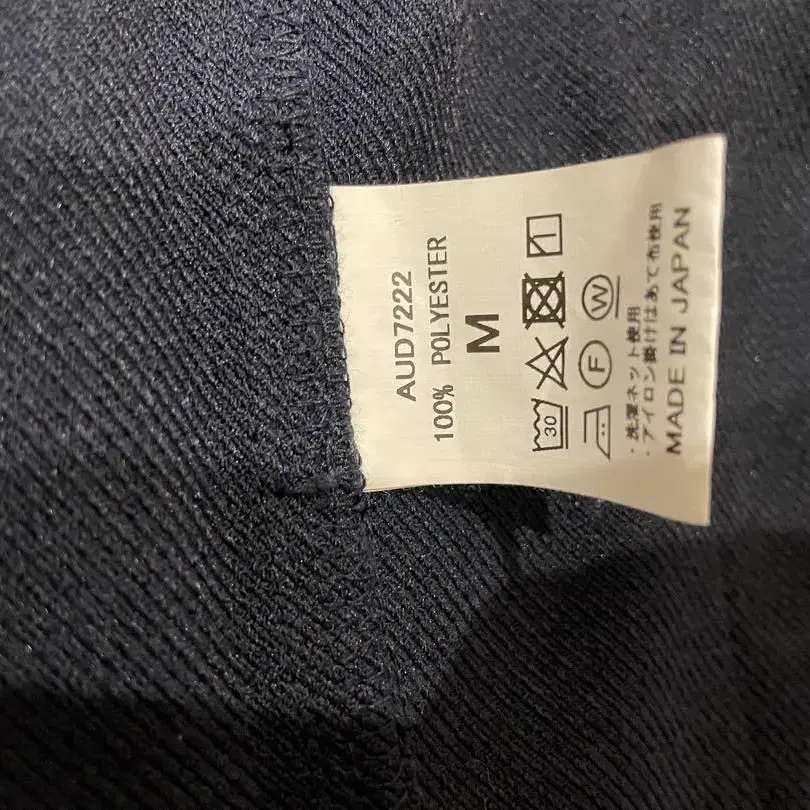 AUD7222
100% POLYESTER
M
30
F W
・洗濯ネット使用
・アイロン掛けはあて布使用
MADE IN JAPAN